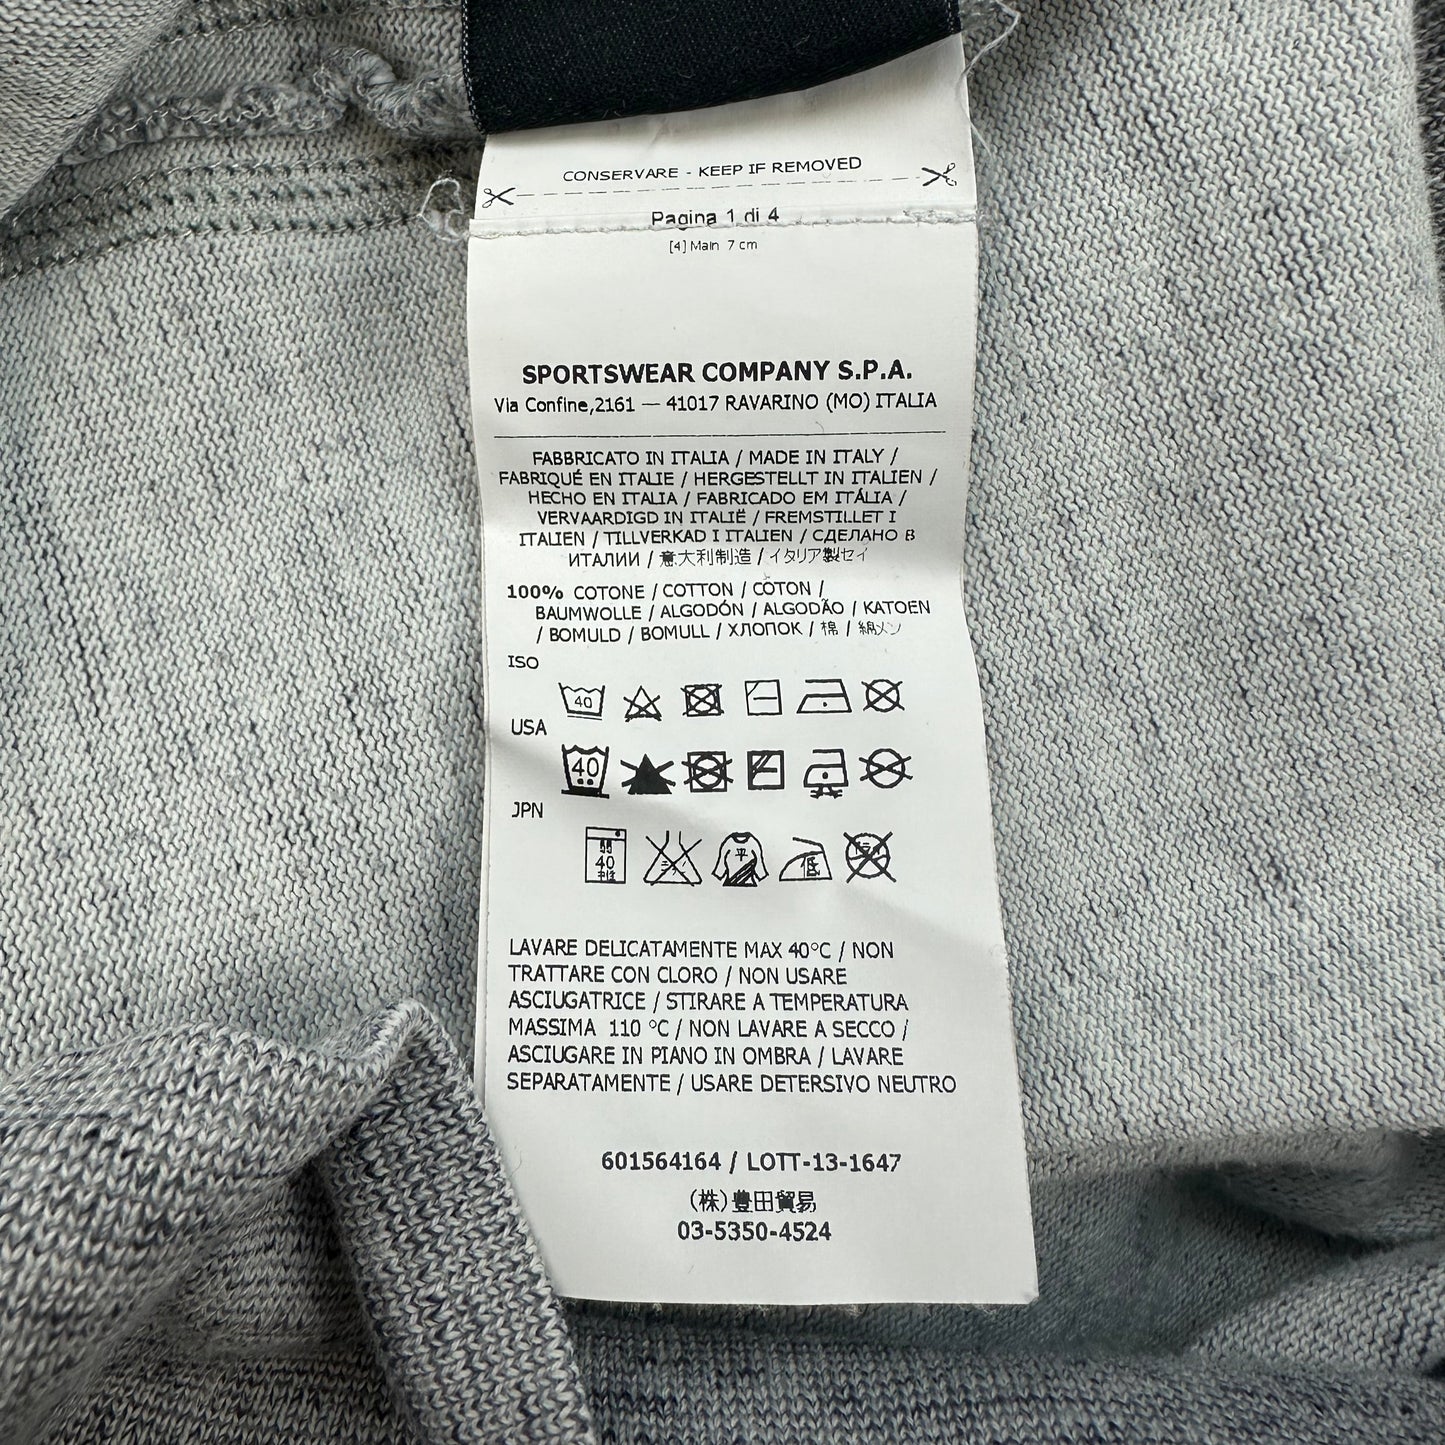 CONSERVARE - KEEP IF REMOVED
Pagina 1 di 4
[4] Main 7 cm
SPORTSWEAR COMPANY S.P.A.
Via Confine,2161 — 41017 RAVARINO (MO) ITALIA
FABBRICATO IN ITALIA / MADE IN ITALY /
FABRIQUÉ EN ITALIE / HERGESTELLT IN ITALIEN /
HECHO EN ITALIA / FABRICADO EM ITÁLIA /
VERVAARDIGD IN ITALIË / FREMSTILLET I
ITALIEN / TILLVERKAD I ITALIEN / СДЕЛАНО В
ИТАЛИИ / 意大利制造 / イタリア製セイ
100% COTONE / COTTON / COTON /
BAUMWOLLE / ALGODÓN / ALGODÃO / KATOEN
/ BOMULD / BOMULL / ХЛОПОК / 棉 / 綿メン
ISO
40
USA
40
JPN
弱
40
中性
平
低
LAVARE DELICATAMENTE MAX 40°C / NON
TRATTARE CON CLORO / NON USARE
ASCIUGATRICE / STIRARE A TEMPERATURA
MASSIMA 110 °C / NON LAVARE A SECCO /
ASCIUGARE IN PIANO IN OMBRA / LAVARE
SEPARATAMENTE / USARE DETERSIVO NEUTRO
601564164 / LOTT-13-1647
(株)豊田貿易
03-5350-4524